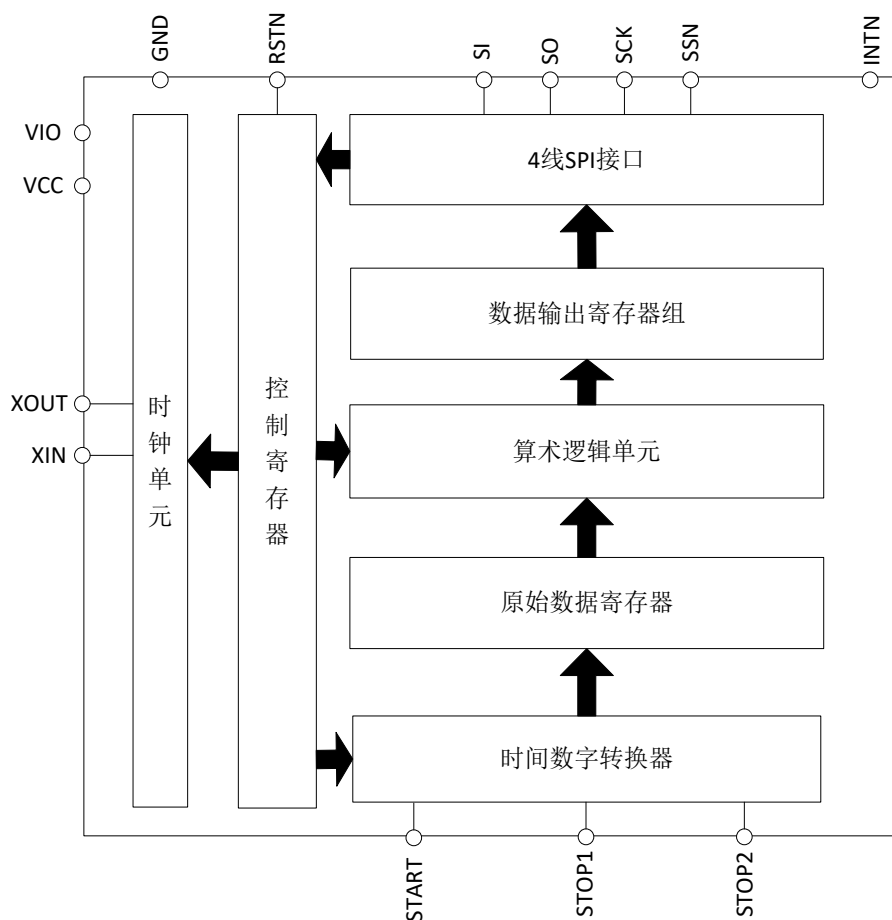 GND
RSTN
SI
SO
SCK
SSN
INTN
VIO
VCC
4线SPI接口
数据输出寄存器组
XOUT
XIN
时钟单元
控制寄存器
算术逻辑单元
原始数据寄存器
时间数字转换器
START
STOP1
STOP2